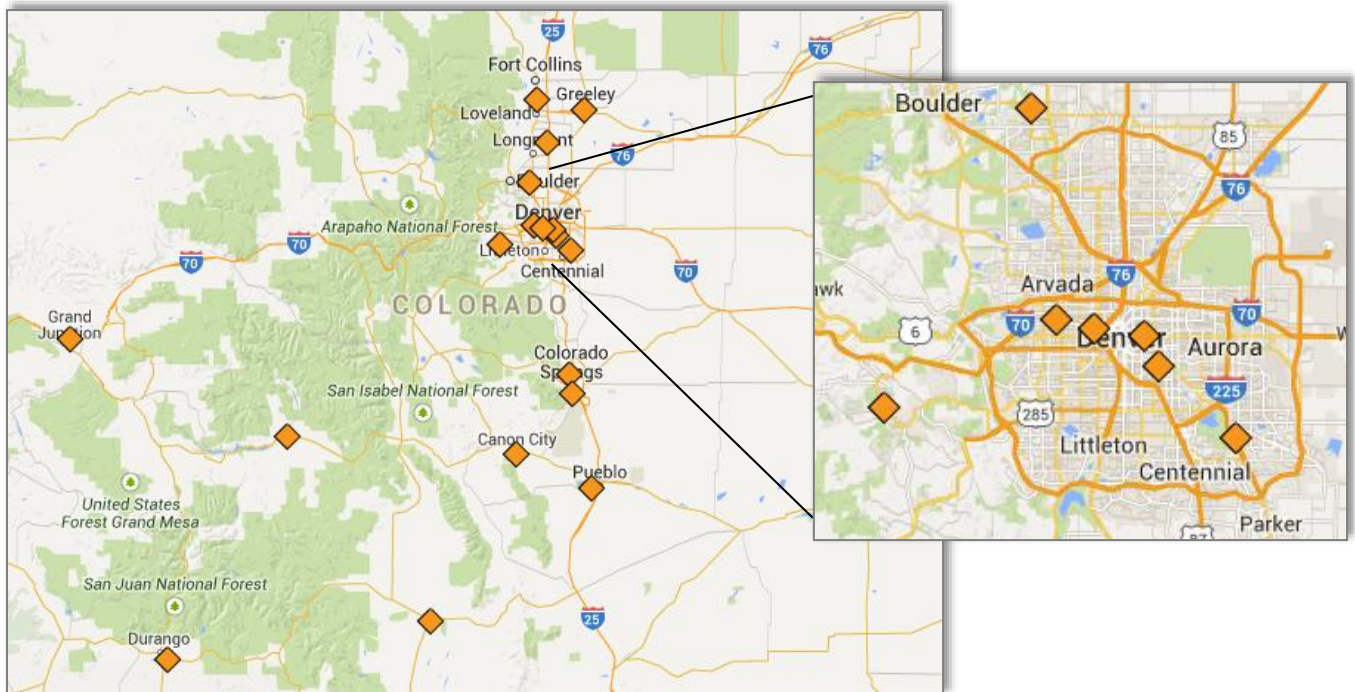 25
76
Fort Collins
Greeley
Loveland
Longmont
76
Boulder
Arapaho National Forest
Denver
70
70
Littleton
Centennial
70
COLORADO
Grand
Junction
Colorado
Springs
San Isabel National Forest
Canon City
Pueblo
United States
Forest Grand Mesa
San Juan National Forest
25
Durango
Boulder
85
76
76
Arvada
awk
6
70
70
Denver
Aurora
W
225
285
Littleton
Centennial
Parker
87